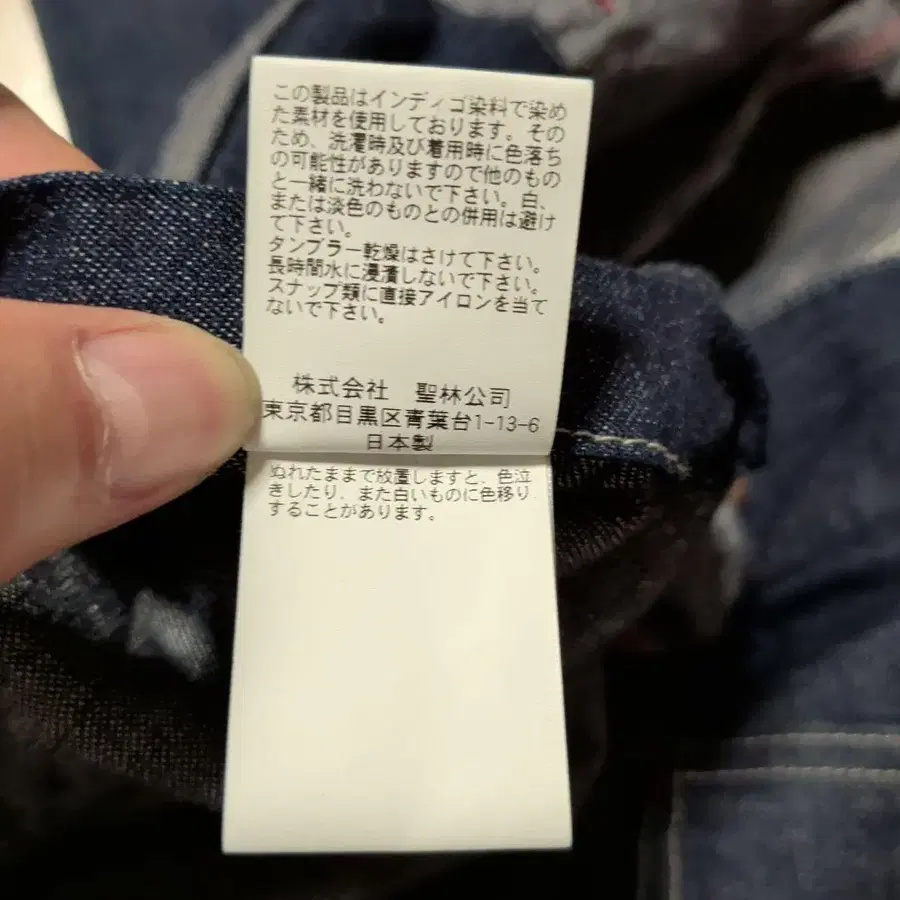 この製品はインディゴ染料で染め
た素材を使用しております。その
ため、洗濯時及び着用時に色落ち
の可能性がありますので他のもの
と一緒に洗わないで下さい。白、
または淡色のものとの併用は避け
て下さい。
タンブラー乾燥はさけて下さい。
長時間水に浸漬しないで下さい。
スナップ類に直接アイロンを当て
ないで下さい。
株式会社 聖林公司
東京都目黒区青葉台1-13-6
日本製
ぬれたままで放置しますと、色泣
きしたり、また白いものに色移り
することがあります。